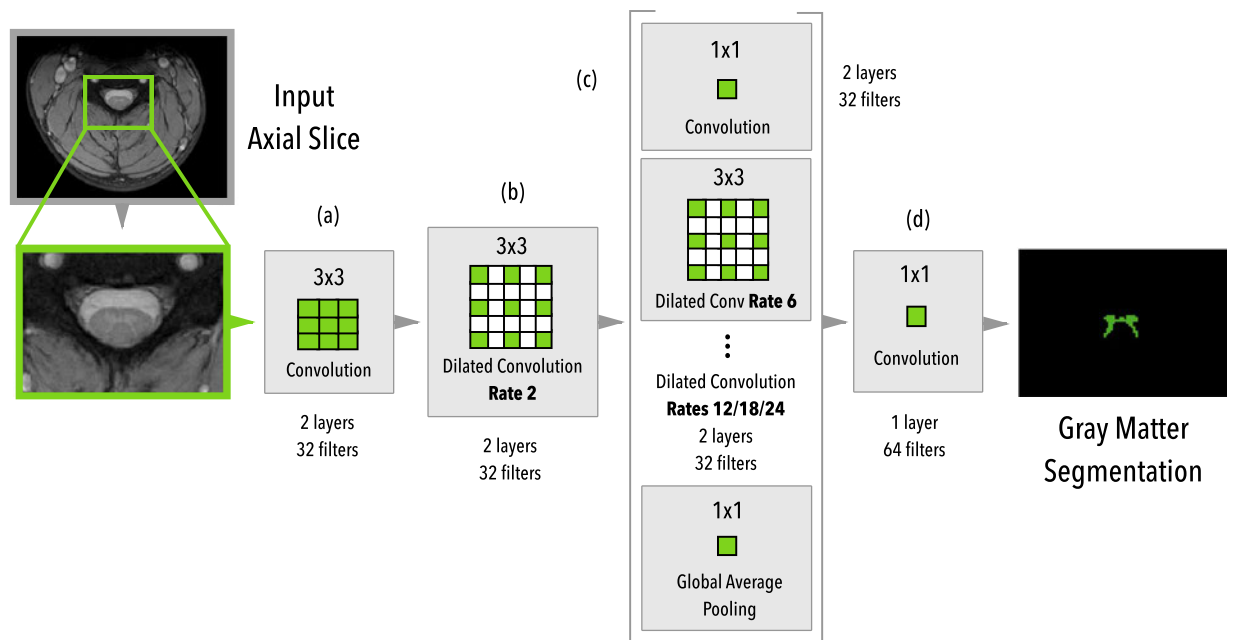 Input
Axial Slice
(a)
3x3
Convolution
2 layers
32 filters
(b)
3x3
Dilated Convolution
Rate 2
2 layers
32 filters
(c)
1x1
Convolution
2 layers
32 filters
3x3
Dilated Conv Rate 6
Dilated Convolution
Rates 12/18/24
2 layers
32 filters
1x1
Global Average
Pooling
(d)
1x1
Convolution
1 layer
64 filters
Gray Matter
Segmentation